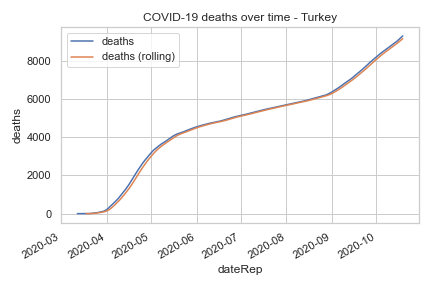 COVID-19 deaths over time - Turkey
deaths
deaths (rolling)
deaths
8000
6000
4000
2000
0
2020-03
2020-04
2020-05
2020-06
2020-07
2020-08
2020-09
2020-10
dateRep